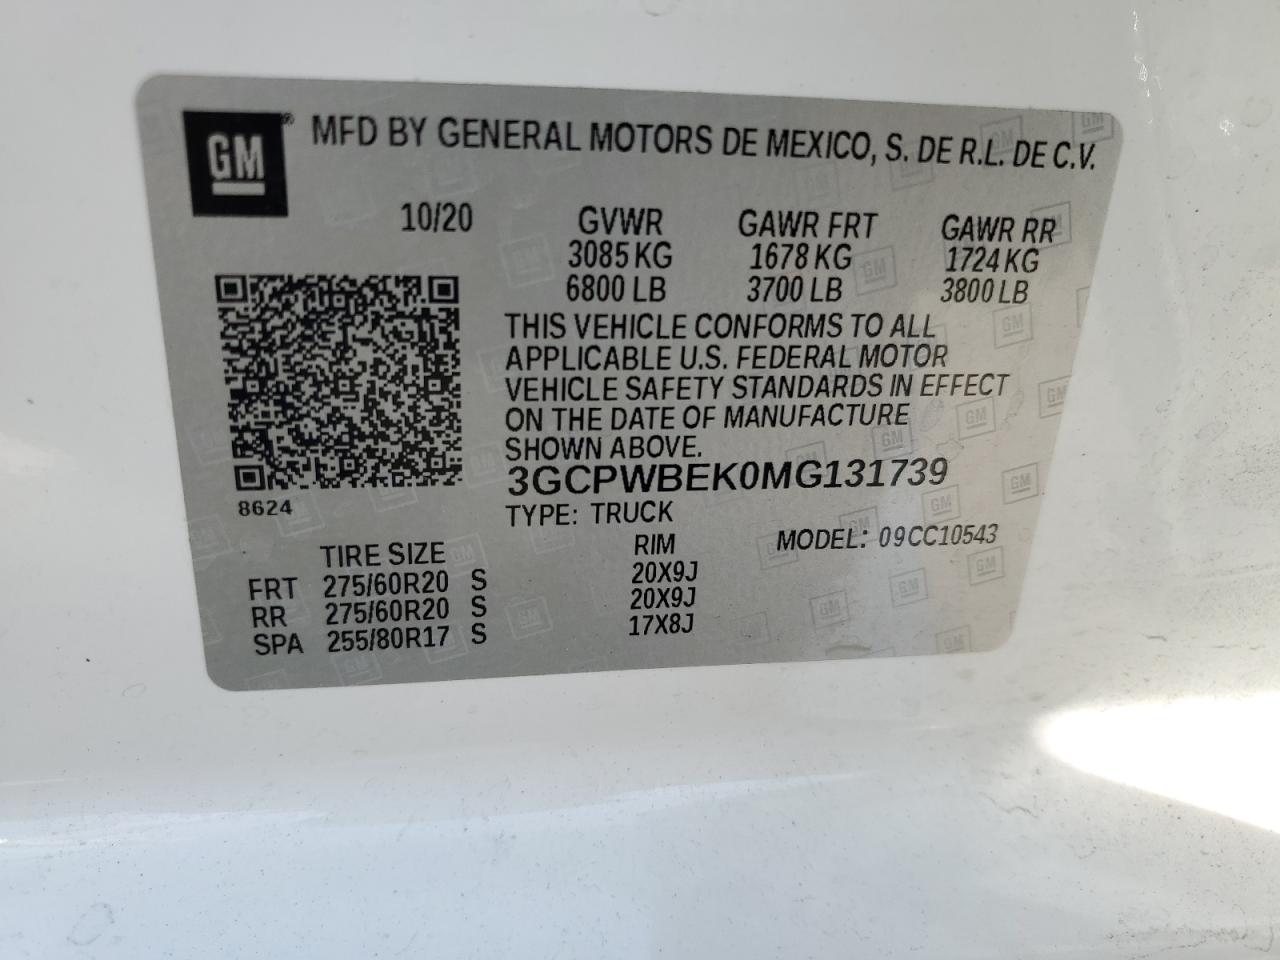 GM® MFD BY GENERAL MOTORS DE MEXICO, S. DE R.L. DE C.V.
10/20 GVWR GAWR FRT GAWR RR
3085 KG 1678 KG 1724 KG
6800 LB 3700 LB 3800 LB
THIS VEHICLE CONFORMS TO ALL
APPLICABLE U.S. FEDERAL MOTOR
VEHICLE SAFETY STANDARDS IN EFFECT
ON THE DATE OF MANUFACTURE
SHOWN ABOVE.
3GCPWBEK0MG131739
8624
TYPE: TRUCK
MODEL: 09CC10543
TIRE SIZE RIM
FRT 275/60R20 S 20X9J
RR 275/60R20 S 20X9J
SPA 255/80R17 S 17X8J